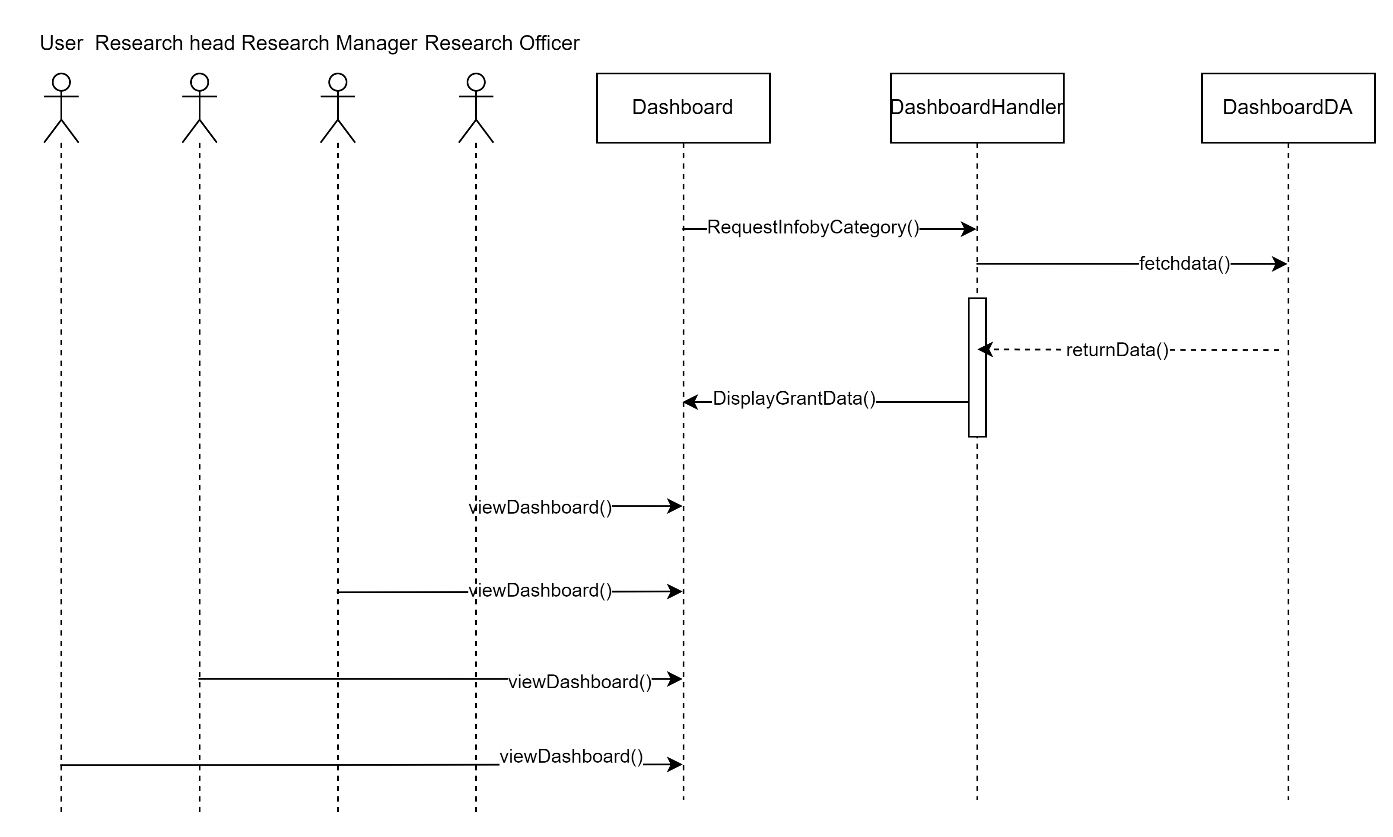 User Research head Research Manager Research Officer
Dashboard
DashboardHandler
DashboardDA
RequestInfobyCategory()
fetchdata()
returnData()
DisplayGrantData()
viewDashboard()
viewDashboard()
viewDashboard()
viewDashboard()